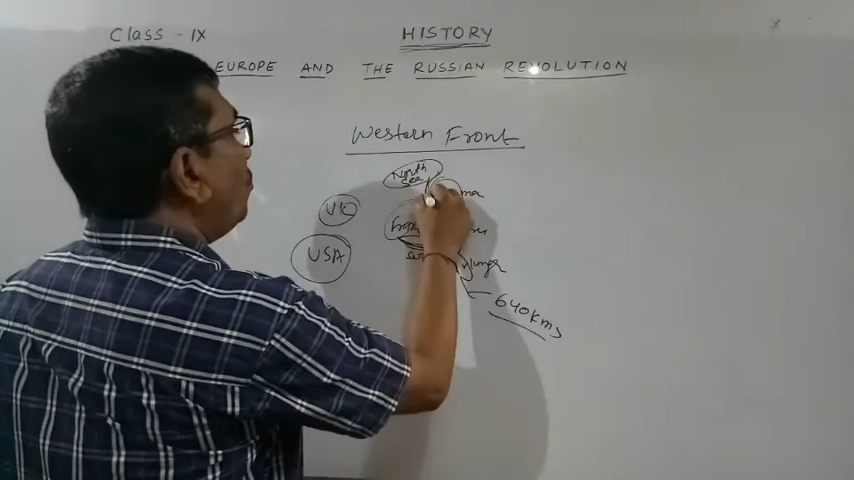 Class - IX
HISTORY
EUROPE AND THE RUSSIAN REVOLUTION
Western Front
North
Sea
UK
USA
640kms